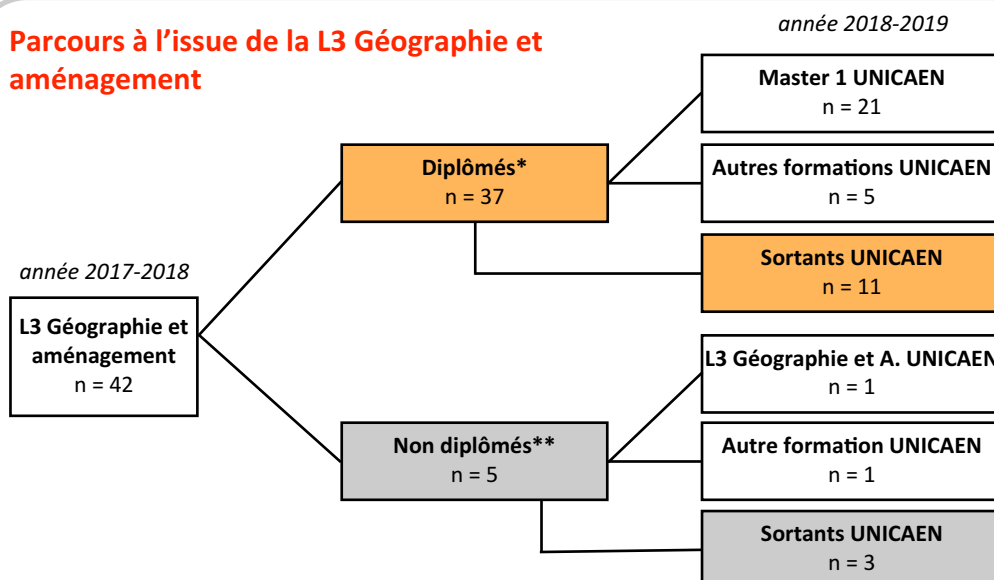 Parcours à l'issue de la L3 Géographie et
aménagement
année 2018-2019
Master 1 UNICAEN
n = 21
Diplômés*
n = 37
Autres formations UNICAEN
n = 5
Sortants UNICAEN
n = 11
année 2017-2018
L3 Géographie et
aménagement
n = 42
L3 Géographie et A. UNICAEN
n = 1
Non diplômés**
n = 5
Autre formation UNICAEN
n = 1
Sortants UNICAEN
n = 3